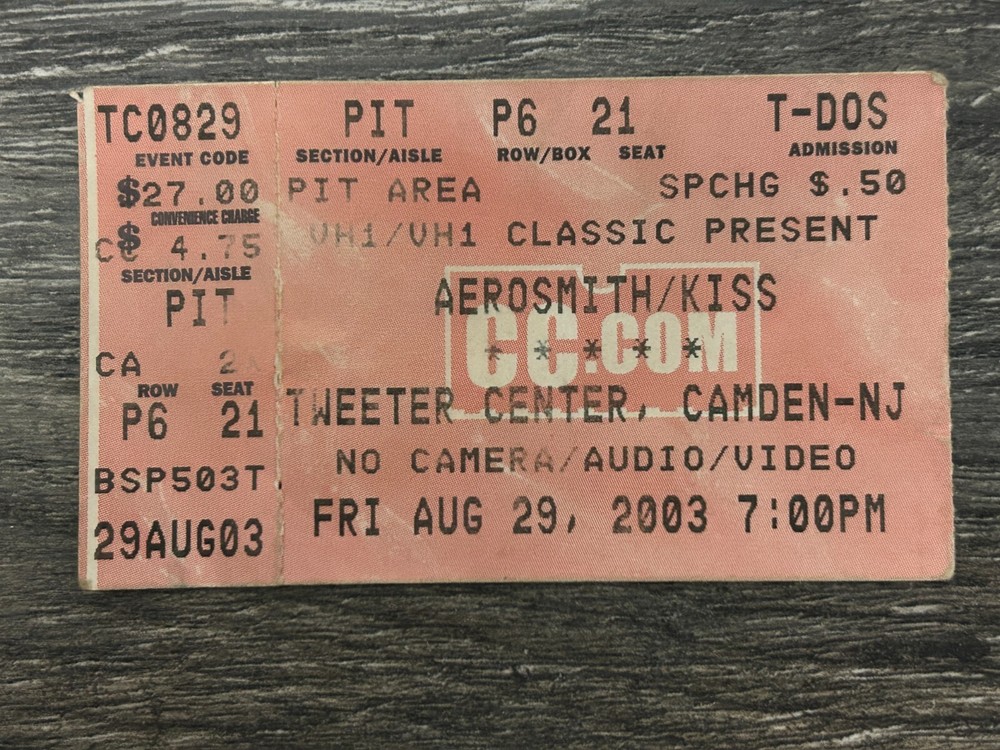 TC0829
EVENT CODE
$27.00
CONVENIENCE CHARGE
$ 4.75
SECTION/AISLE
PIT
CA
ROW SEAT
P6 21
BSP503T
29AUG03
PIT P6 21 T-DOS
SECTION/AISLE ROW/BOX SEAT ADMISSION
PIT AREA SPCHG $.50
VH1/VH1 CLASSIC PRESENT
AEROSMITH/KISS
CC.COM
* * * * *
TWEETER CENTER, CAMDEN-NJ
NO CAMERA/AUDIO/VIDEO
FRI AUG 29, 2003 7:00PM